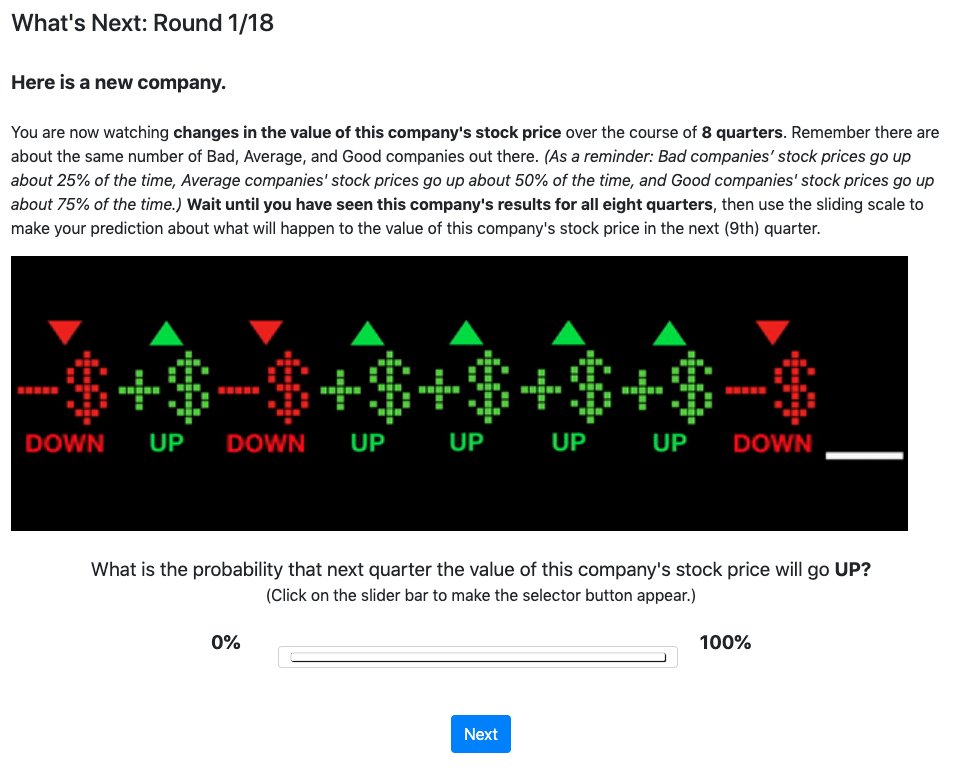 What's Next: Round 1/18
Here is a new company.
You are now watching changes in the value of this company's stock price over the course of 8 quarters. Remember there are
about the same number of Bad, Average, and Good companies out there. (As a reminder: Bad companies' stock prices go up
about 25% of the time, Average companies' stock prices go up about 50% of the time, and Good companies' stock prices go up
about 75% of the time.) Wait until you have seen this company's results for all eight quarters, then use the sliding scale to
make your prediction about what will happen to the value of this company's stock price in the next (9th) quarter.
-$ +$ -$ +$ +$ +$ +$ -$
DOWN UP DOWN UP UP UP UP DOWN
What is the probability that next quarter the value of this company's stock price will go UP?
(Click on the slider bar to make the selector button appear.)
0% 100%
Next